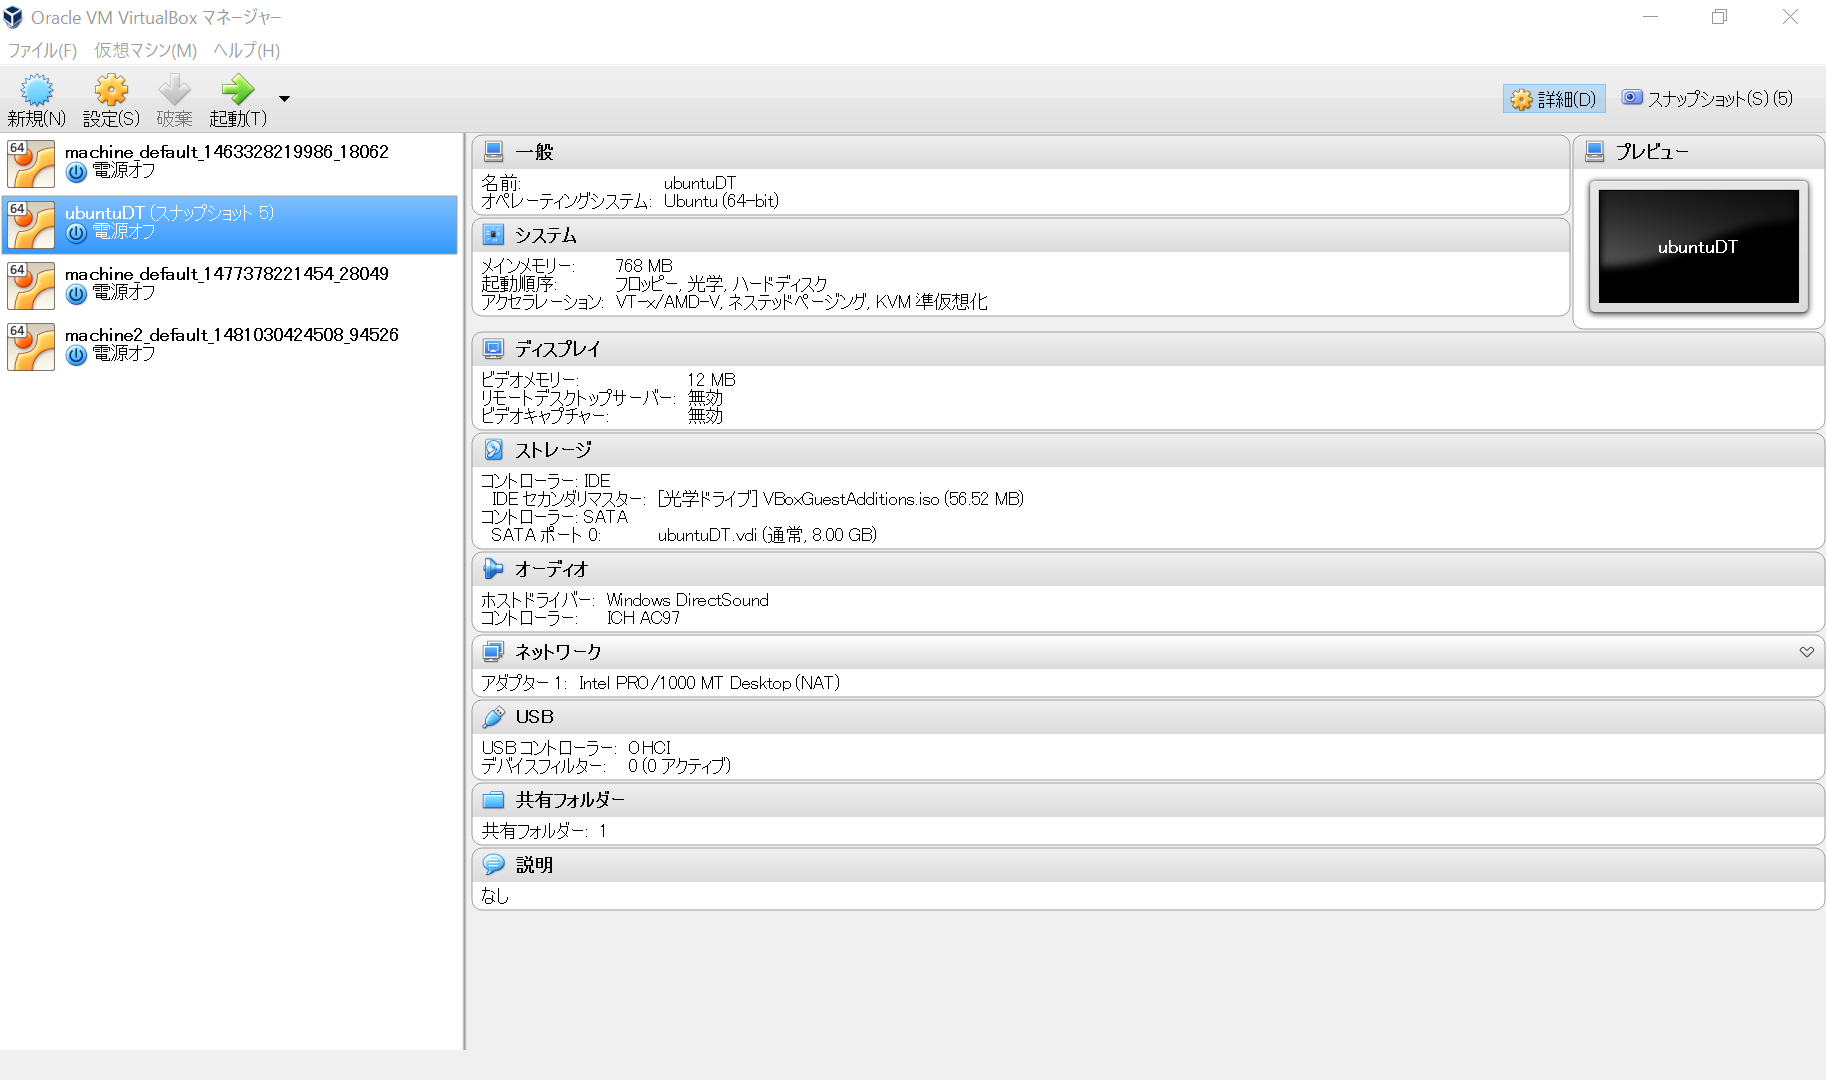 Oracle VM VirtualBox マネージャー
ファイル(F) 仮想マシン(M) ヘルプ(H)
新規(N) 設定(S) 破棄 起動(T)
詳細(D) スナップショット(S) (5)
64 machine_default_1463328219986_18062
電源オフ
64 ubuntuDT (スナップショット 5)
電源オフ
64 machine_default_1477378221454_28049
電源オフ
64 machine2_default_1481030424508_94526
電源オフ
一般
名前: ubuntuDT
オペレーティングシステム: Ubuntu (64-bit)
システム
メインメモリー: 768 MB
起動順序: フロッピー, 光学, ハードディスク
アクセラレーション: VT-x/AMD-V, ネステッドページング, KVM 準仮想化
プレビュー
ubuntuDT
ディスプレイ
ビデオメモリー: 12 MB
リモートデスクトップサーバー: 無効
ビデオキャプチャー: 無効
ストレージ
コントローラー: IDE
IDE セカンダリマスター: [光学ドライブ] VBoxGuestAdditions.iso (56.52 MB)
コントローラー: SATA
SATA ポート 0: ubuntuDT.vdi (通常, 8.00 GB)
オーディオ
ホストドライバー: Windows DirectSound
コントローラー: ICH AC97
ネットワーク
アダプター 1: Intel PRO/1000 MT Desktop (NAT)
USB
USB コントローラー: OHCI
デバイスフィルター: 0 (0 アクティブ)
共有フォルダー
共有フォルダー: 1
説明
なし